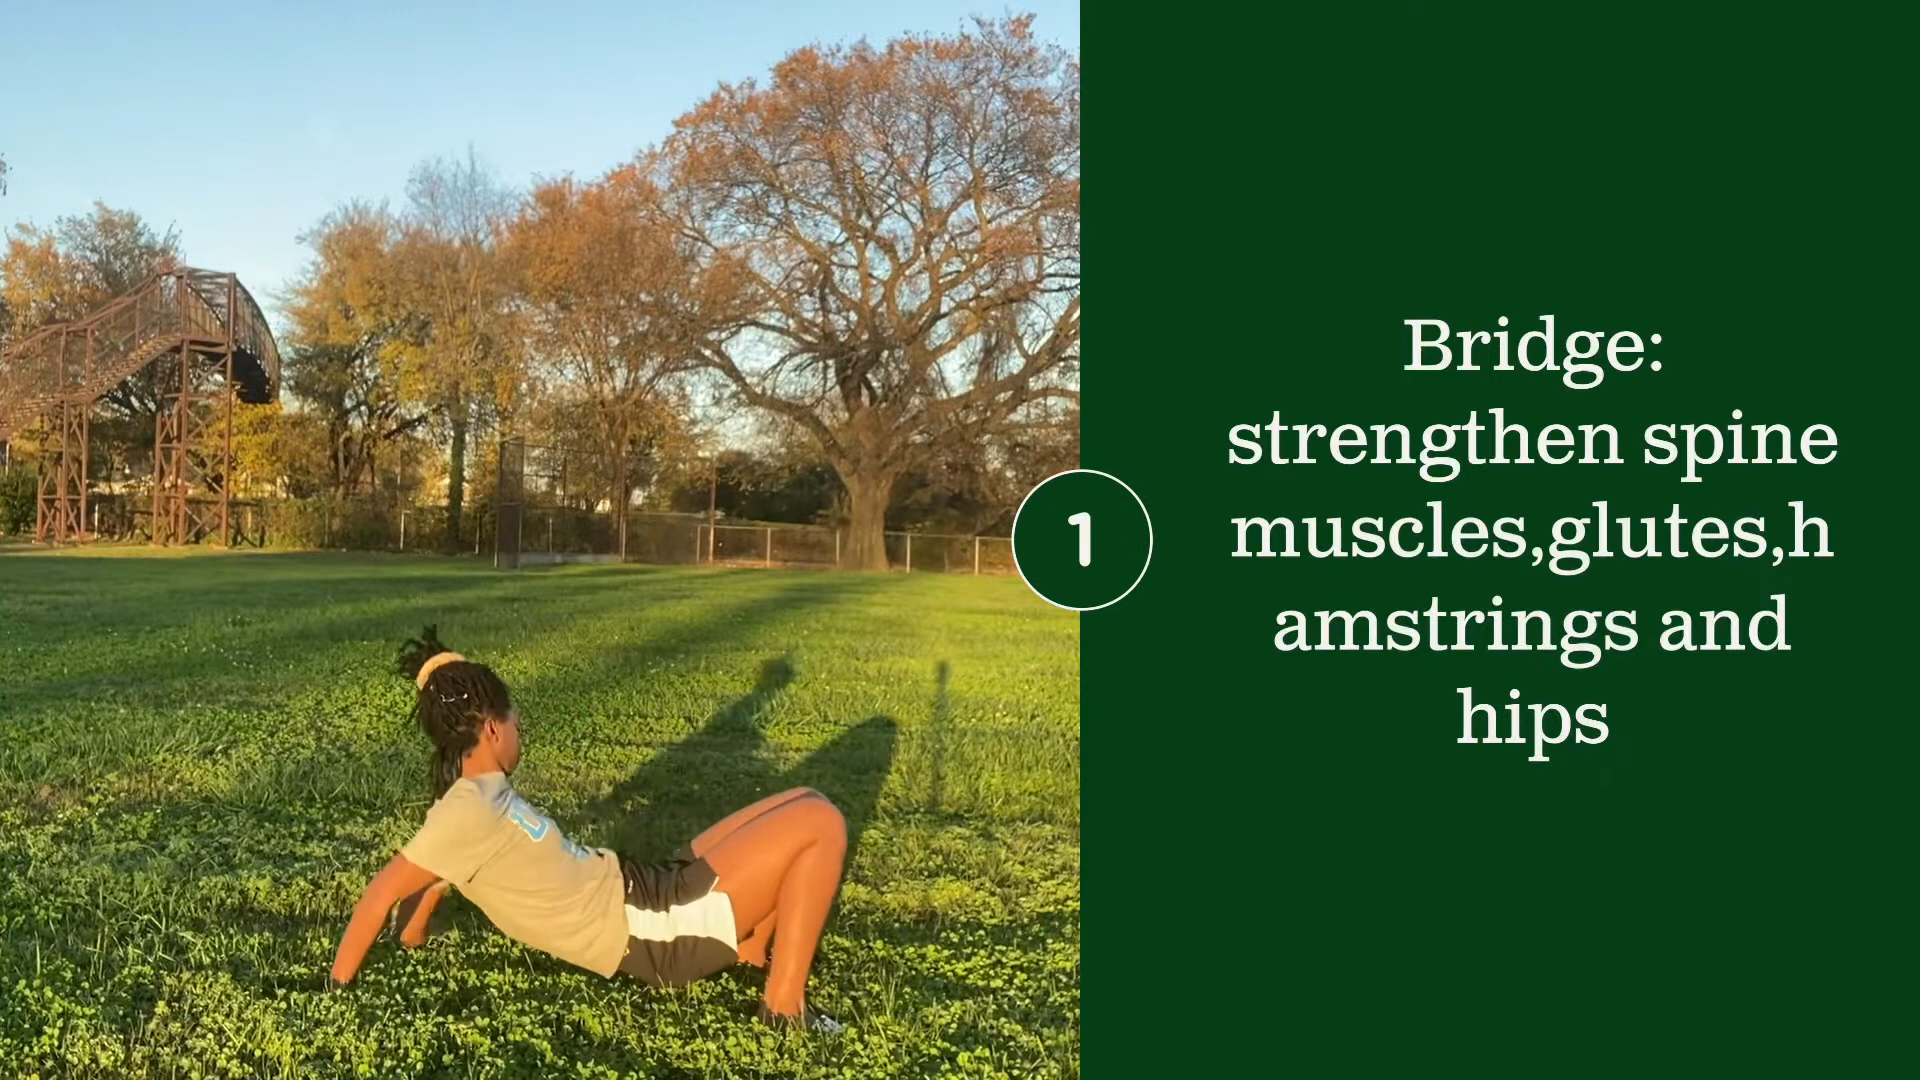 Bridge:
strengthen spine
muscles,glutes,h
amstrings and
hips
1